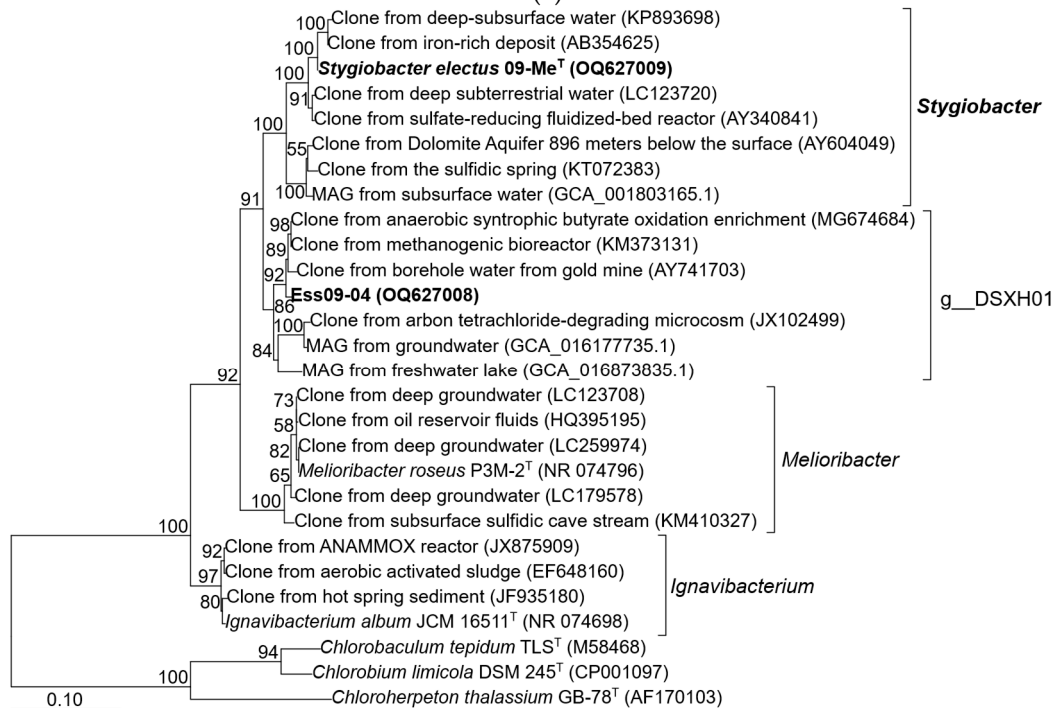 100 Clone from deep-subsurface water (KP893698)
100 Clone from iron-rich deposit (AB354625)
100 Stygiobacter electus 09-Meᵀ (OQ627009)
91 Clone from deep subterrestrial water (LC123720)
Stygiobacter
Clone from sulfate-reducing fluidized-bed reactor (AY340841)
100
55 Clone from Dolomite Aquifer 896 meters below the surface (AY604049)
Clone from the sulfidic spring (KT072383)
100 MAG from subsurface water (GCA_001803165.1)
91
98 Clone from anaerobic syntrophic butyrate oxidation enrichment (MG674684)
89 Clone from methanogenic bioreactor (KM373131)
92 Clone from borehole water from gold mine (AY741703)
86 Ess09-04 (OQ627008)
g__DSXH01
100 Clone from arbon tetrachloride-degrading microcosm (JX102499)
84 MAG from groundwater (GCA_016177735.1)
MAG from freshwater lake (GCA_016873835.1)
92
73 Clone from deep groundwater (LC123708)
58 Clone from oil reservoir fluids (HQ395195)
82 Clone from deep groundwater (LC259974)
Melioribacter
65 Melioribacter roseus P3M-2ᵀ (NR 074796)
100 Clone from deep groundwater (LC179578)
Clone from subsurface sulfidic cave stream (KM410327)
100
92 Clone from ANAMMOX reactor (JX875909)
97 Clone from aerobic activated sludge (EF648160)
Ignavibacterium
80 Clone from hot spring sediment (JF935180)
Ignavibacterium album JCM 16511ᵀ (NR 074698)
94 Chlorobaculum tepidum TLSᵀ (M58468)
Chlorobium limicola DSM 245ᵀ (CP001097)
100
Chloroherpeton thalassium GB-78ᵀ (AF170103)
0.10